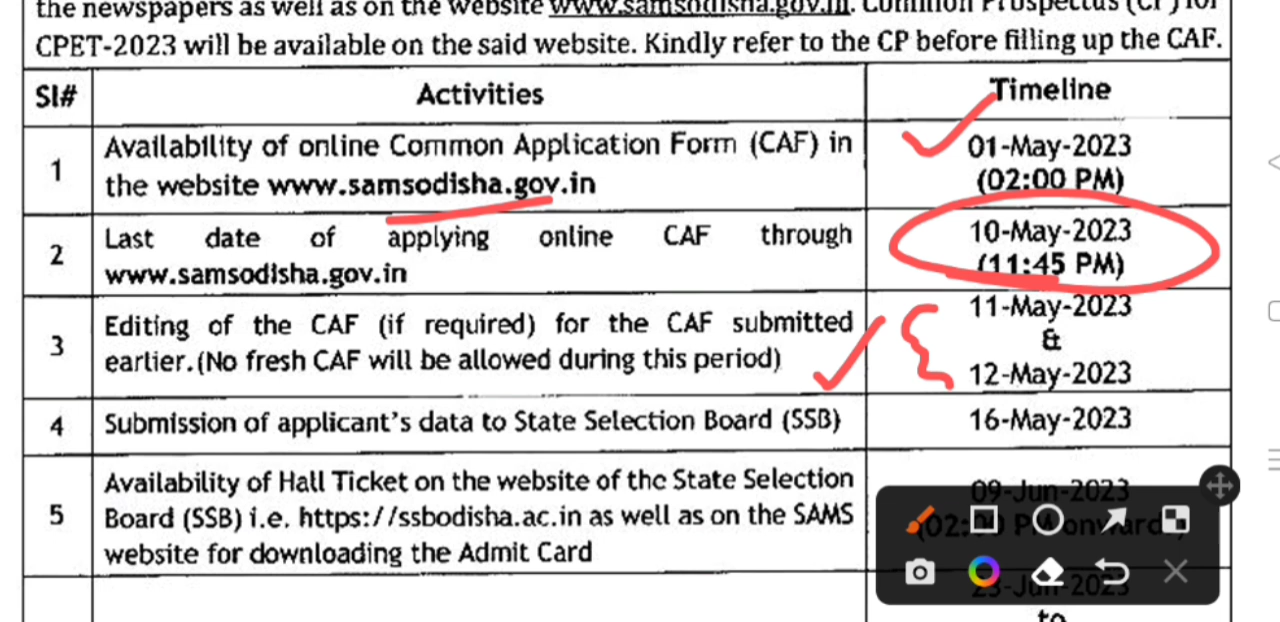 the newspapers as well as on the website www.samsodisha.gov.in. Common Prospectus (CP) for
CPET-2023 will be available on the said website. Kindly refer to the CP before filling up the CAF.
Sl#
Activities
Timeline
1
Availability of online Common Application Form (CAF) in
the website www.samsodisha.gov.in
01-May-2023
(02:00 PM)
2
Last date of applying online CAF through
www.samsodisha.gov.in
10-May-2023
(11:45 PM)
3
Editing of the CAF (if required) for the CAF submitted
earlier.(No fresh CAF will be allowed during this period)
11-May-2023
&
12-May-2023
4
Submission of applicant's data to State Selection Board (SSB)
16-May-2023
5
Availability of Hall Ticket on the website of the State Selection
Board (SSB) i.e. https://ssbodisha.ac.in as well as on the SAMS
website for downloading the Admit Card
09-Jun-2023
(02:00 PM onward
23-Jun-2023
to